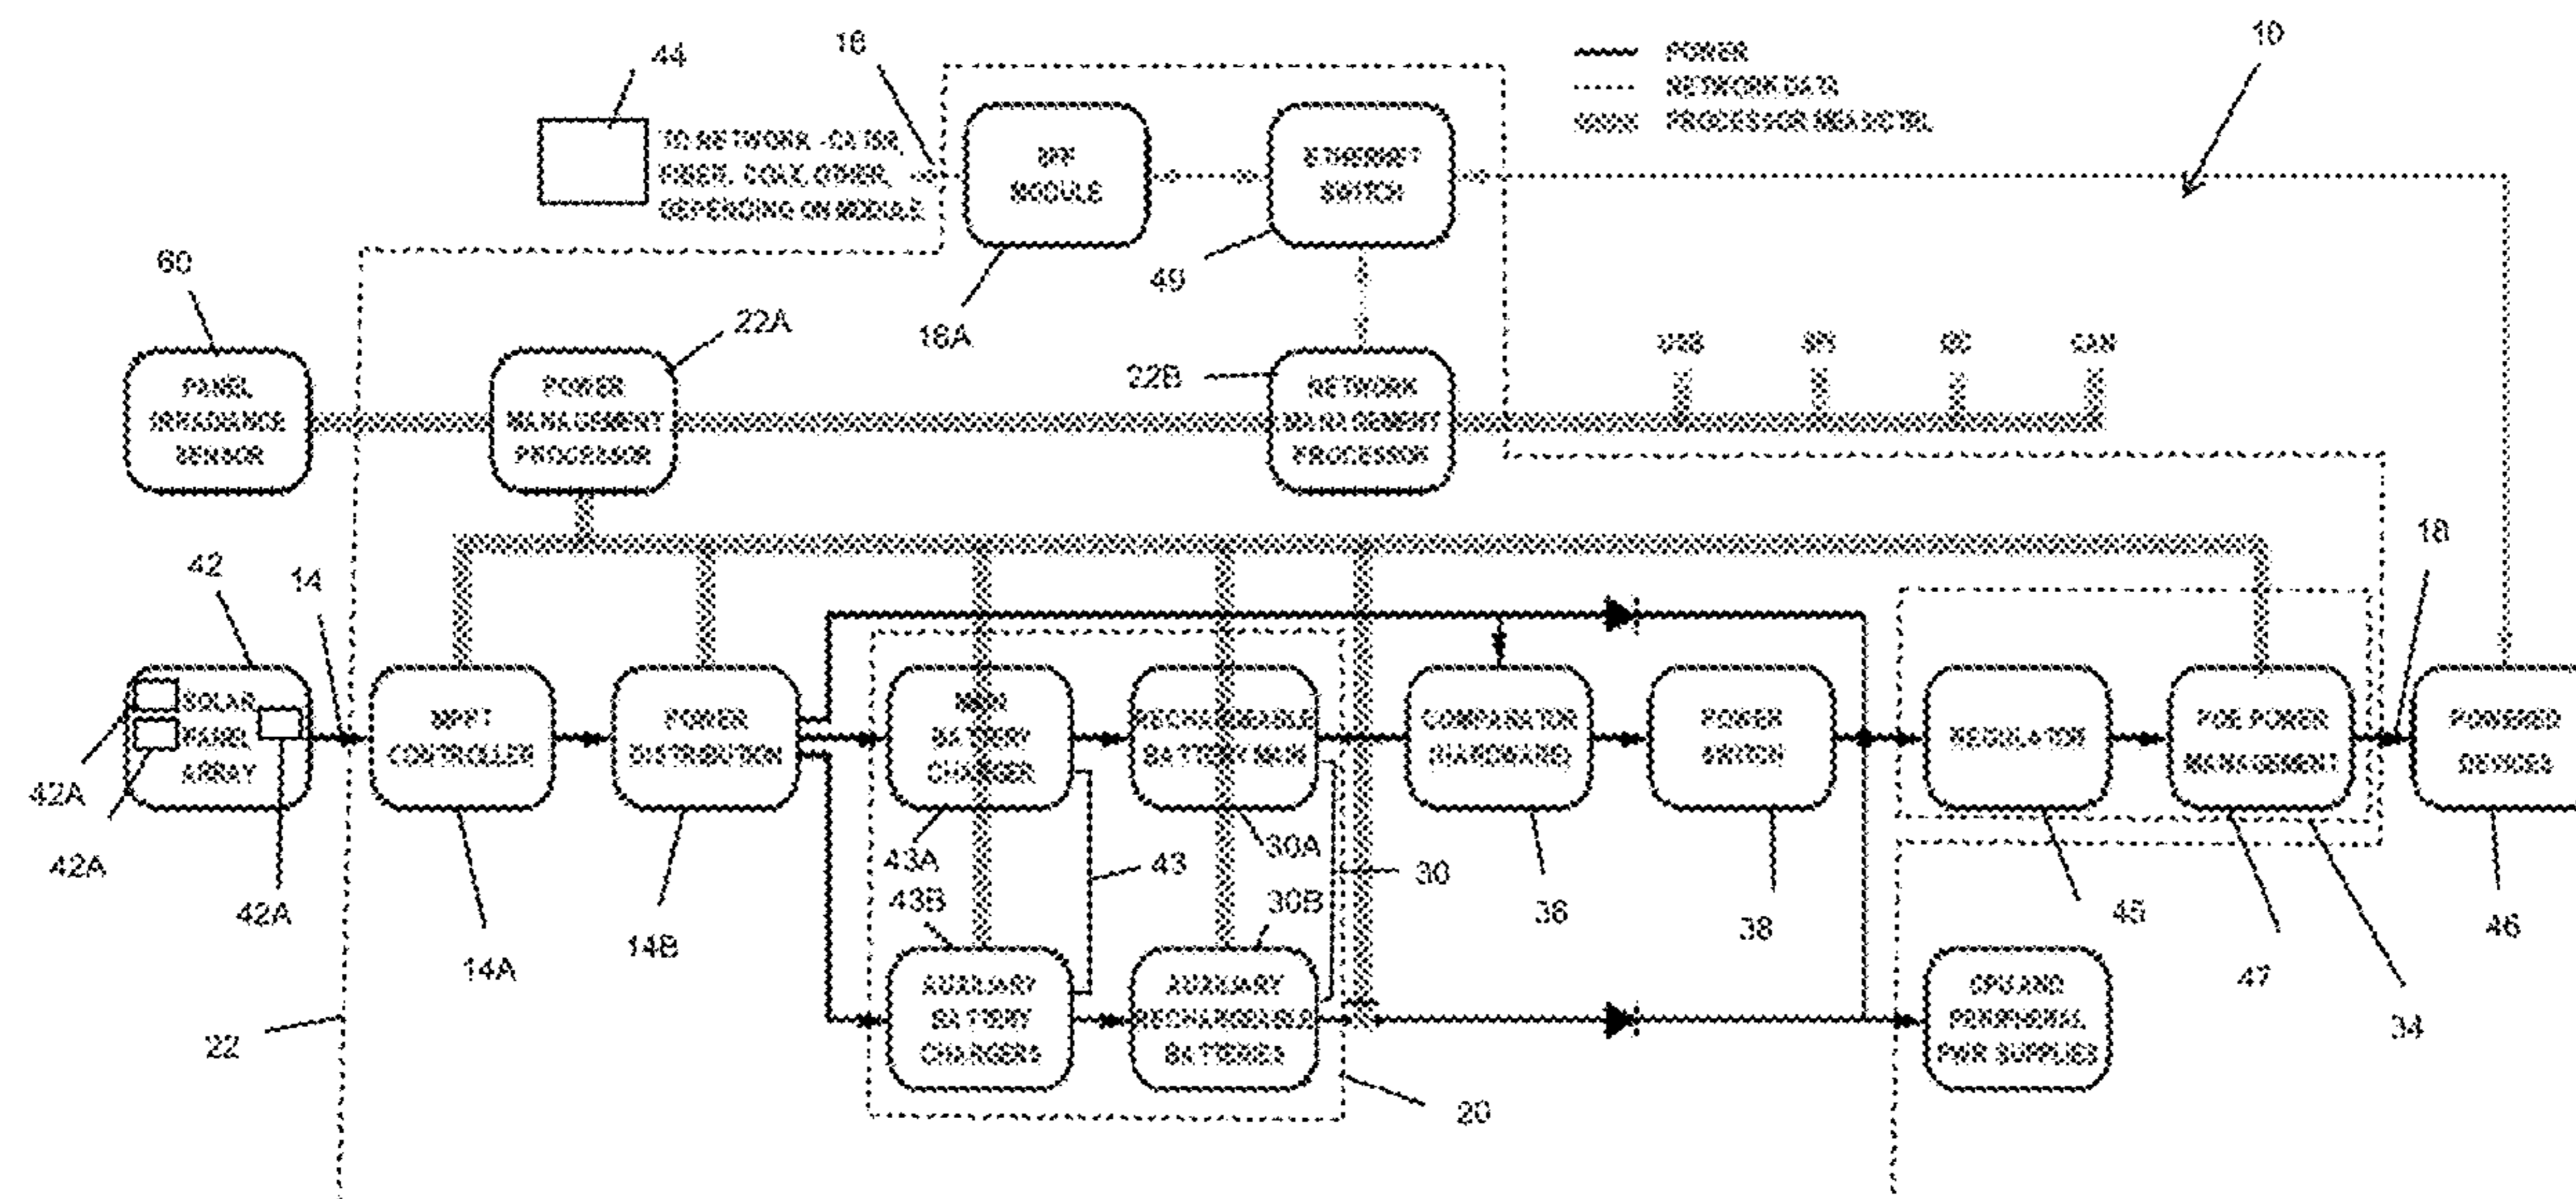 10
44
16
POWER
NETWORK DATA
PROCESSOR
TO NETWORK - CAT5E,
FIBER, COAX, OTHER,
DEPENDING ON MODULE
SFP
MODULE
ETHERNET
SWITCH
49
16A
60
22A
22B
USB
SPI
I2C
CAN
PANEL
IRRADIANCE
SENSOR
POWER
MANAGEMENT
PROCESSOR
NETWORK
MANAGEMENT
PROCESSOR
42
14
18
SOLAR
PANEL
ARRAY
MPPT
CONTROLLER
POWER
DISTRIBUTION
MAIN
BATTERY
CHARGER
RECHARGEABLE
BATTERY MAIN
COMPARATOR
(HARDWARE)
POWER
SWITCH
REGULATOR
POE POWER
MANAGEMENT
POWERED
DEVICES
42A
42A
42A
14A
14B
43A
43
43B
30A
30
30B
36
38
45
47
34
46
AUXILIARY
BATTERY
CHARGERS
AUXILIARY
RECHARGEABLE
BATTERIES
CPU AND
PERIPHERAL
PWR SUPPLIES
22
20